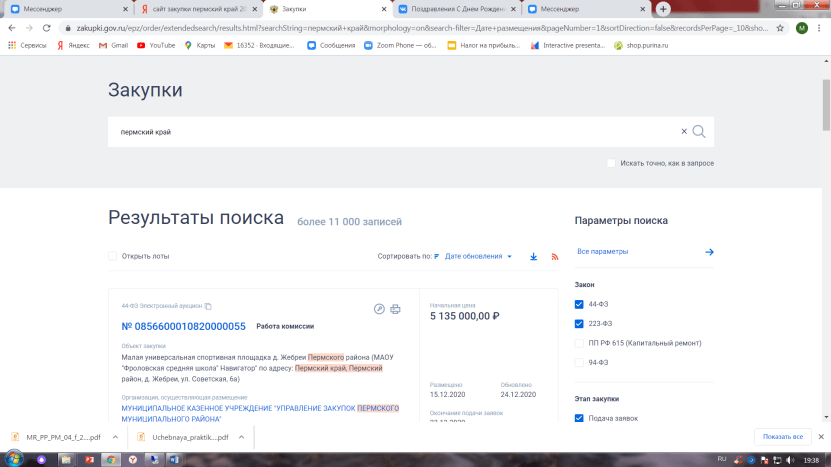 Мессенджер
сайт закупки пермский край 20
Закупки
Поздравления С Днем Рожден
Мессенджер
zakupki.gov.ru/epz/order/extendedsearch/results.html?searchString=пермский+край&morphology=on&search-filter=Дате+размещения&pageNumber=1&sortDirection=false&recordsPerPage=_10&sho...
M
Сервисы
Яндекс
Gmail
YouTube
Карты
16352 - Входящие...
Сообщения
Zoom Phone — об...
Налог на прибыль...
Interactive presenta...
shop.purina.ru
Закупки
пермский край
Искать точно, как в запросе
Результаты поиска более 11 000 записей
Параметры поиска
Все параметры
Открыть лоты
Сортировать по: Дате обновления
Закон
44-ФЗ
223-ФЗ
ПП РФ 615 (Капитальный ремонт)
94-ФЗ
Этап закупки
Подача заявок
44-ФЗ Электронный аукцион
№ 0856600010820000055 Работа комиссии
Объект закупки
Малая универсальная спортивная площадка д. Жебреи Пермского района (МАОУ
"Фроловская средняя школа" Навигатор" по адресу: Пермский край, Пермский
район, д. Жебреи, ул. Советская, 6а)
Организация, осуществляющая размещение
МУНИЦИПАЛЬНОЕ КАЗЕННОЕ УЧРЕЖДЕНИЕ "УПРАВЛЕНИЕ ЗАКУПОК ПЕРМСКОГО
МУНИЦИПАЛЬНОГО РАЙОНА"
Начальная цена
5 135 000,00 ₽
Размещено
15.12.2020
Обновлено
24.12.2020
Окончание подачи заявок
MR_PP_PM_04_f_2....pdf
Uchebnaya_praktik....pdf
Показать все
RU
19:38